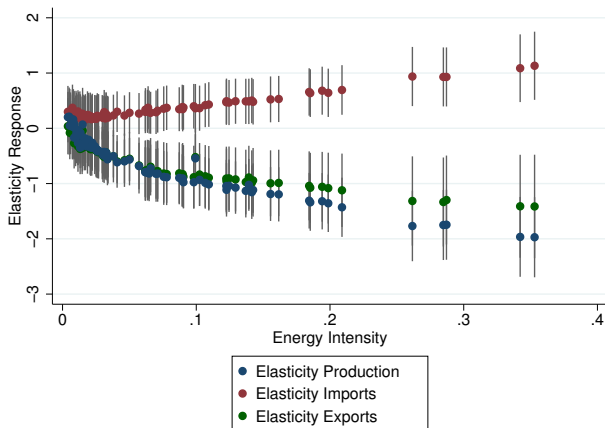 2
1
0
-1
-2
-3
Elasticity Response
0
.1
.2
.3
.4
Energy Intensity
Elasticity Production
Elasticity Imports
Elasticity Exports